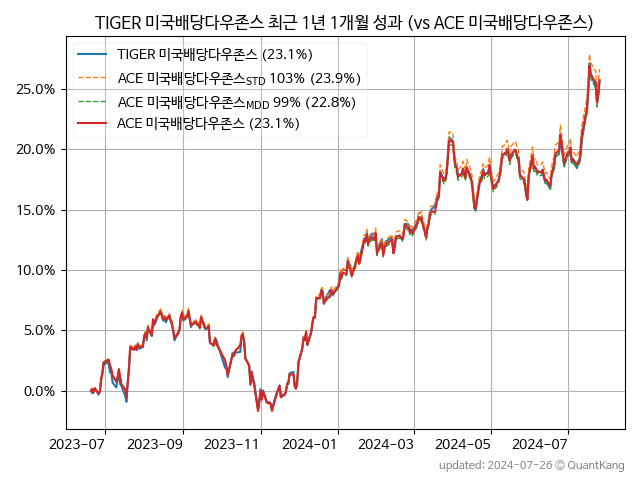 TIGER 미국배당다우존스 최근 1년 1개월 성과 (vs ACE 미국배당다우존스)
TIGER 미국배당다우존스 (23.1%)
ACE 미국배당다우존스STD 103% (23.9%)
ACE 미국배당다우존스MDD 99% (22.8%)
ACE 미국배당다우존스 (23.1%)
25.0%
20.0%
15.0%
10.0%
5.0%
0.0%
2023-07 2023-09 2023-11 2024-01 2024-03 2024-05 2024-07
updated: 2024-07-26 © QuantKang